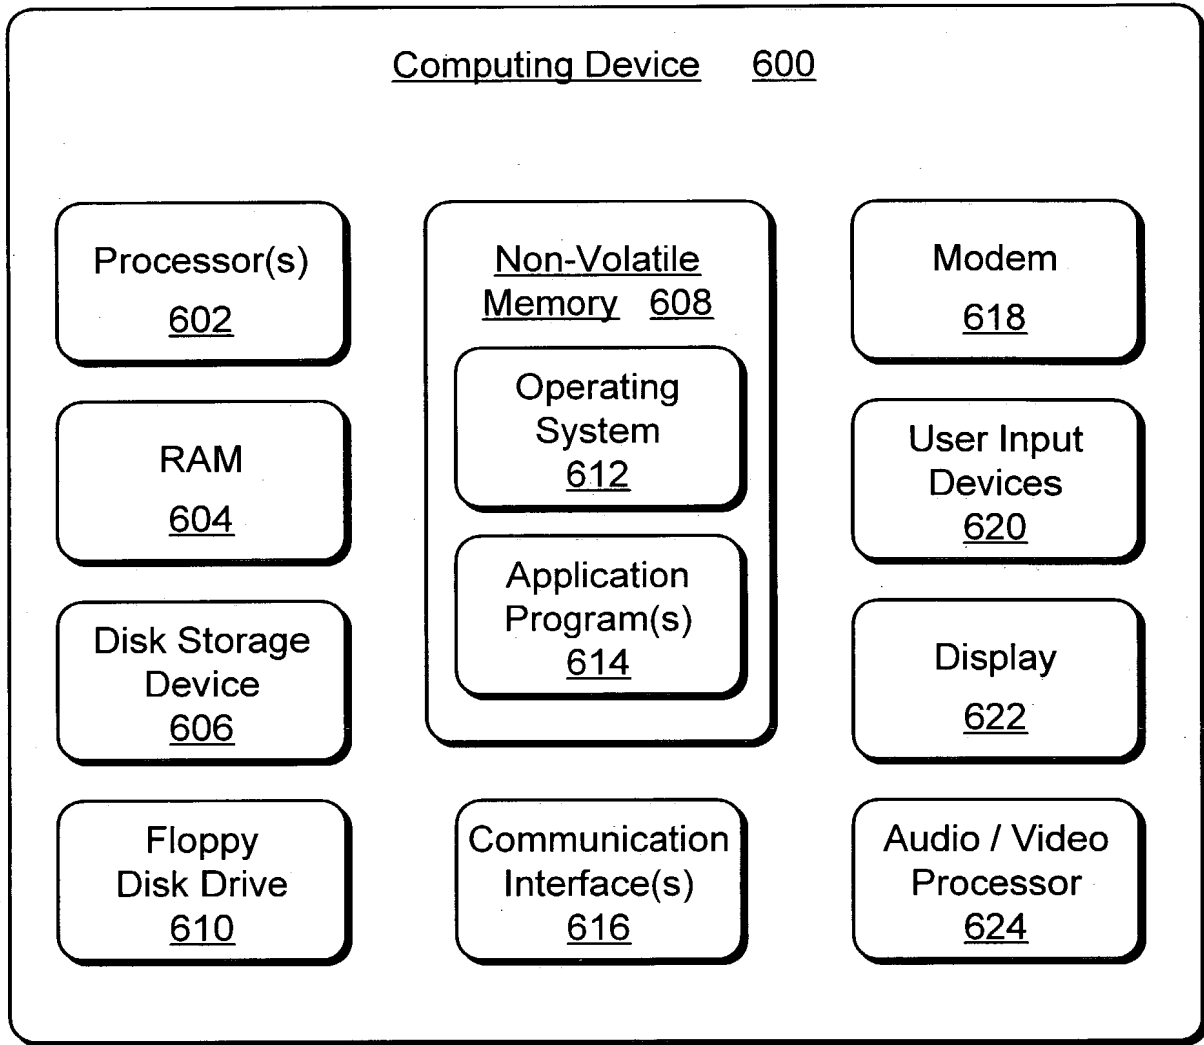 Computing Device 600
Processor(s)
602
RAM
604
Disk Storage
Device
606
Floppy
Disk Drive
610
Non-Volatile
Memory 608
Operating
System
612
Application
Program(s)
614
Communication
Interface(s)
616
Modem
618
User Input
Devices
620
Display
622
Audio / Video
Processor
624